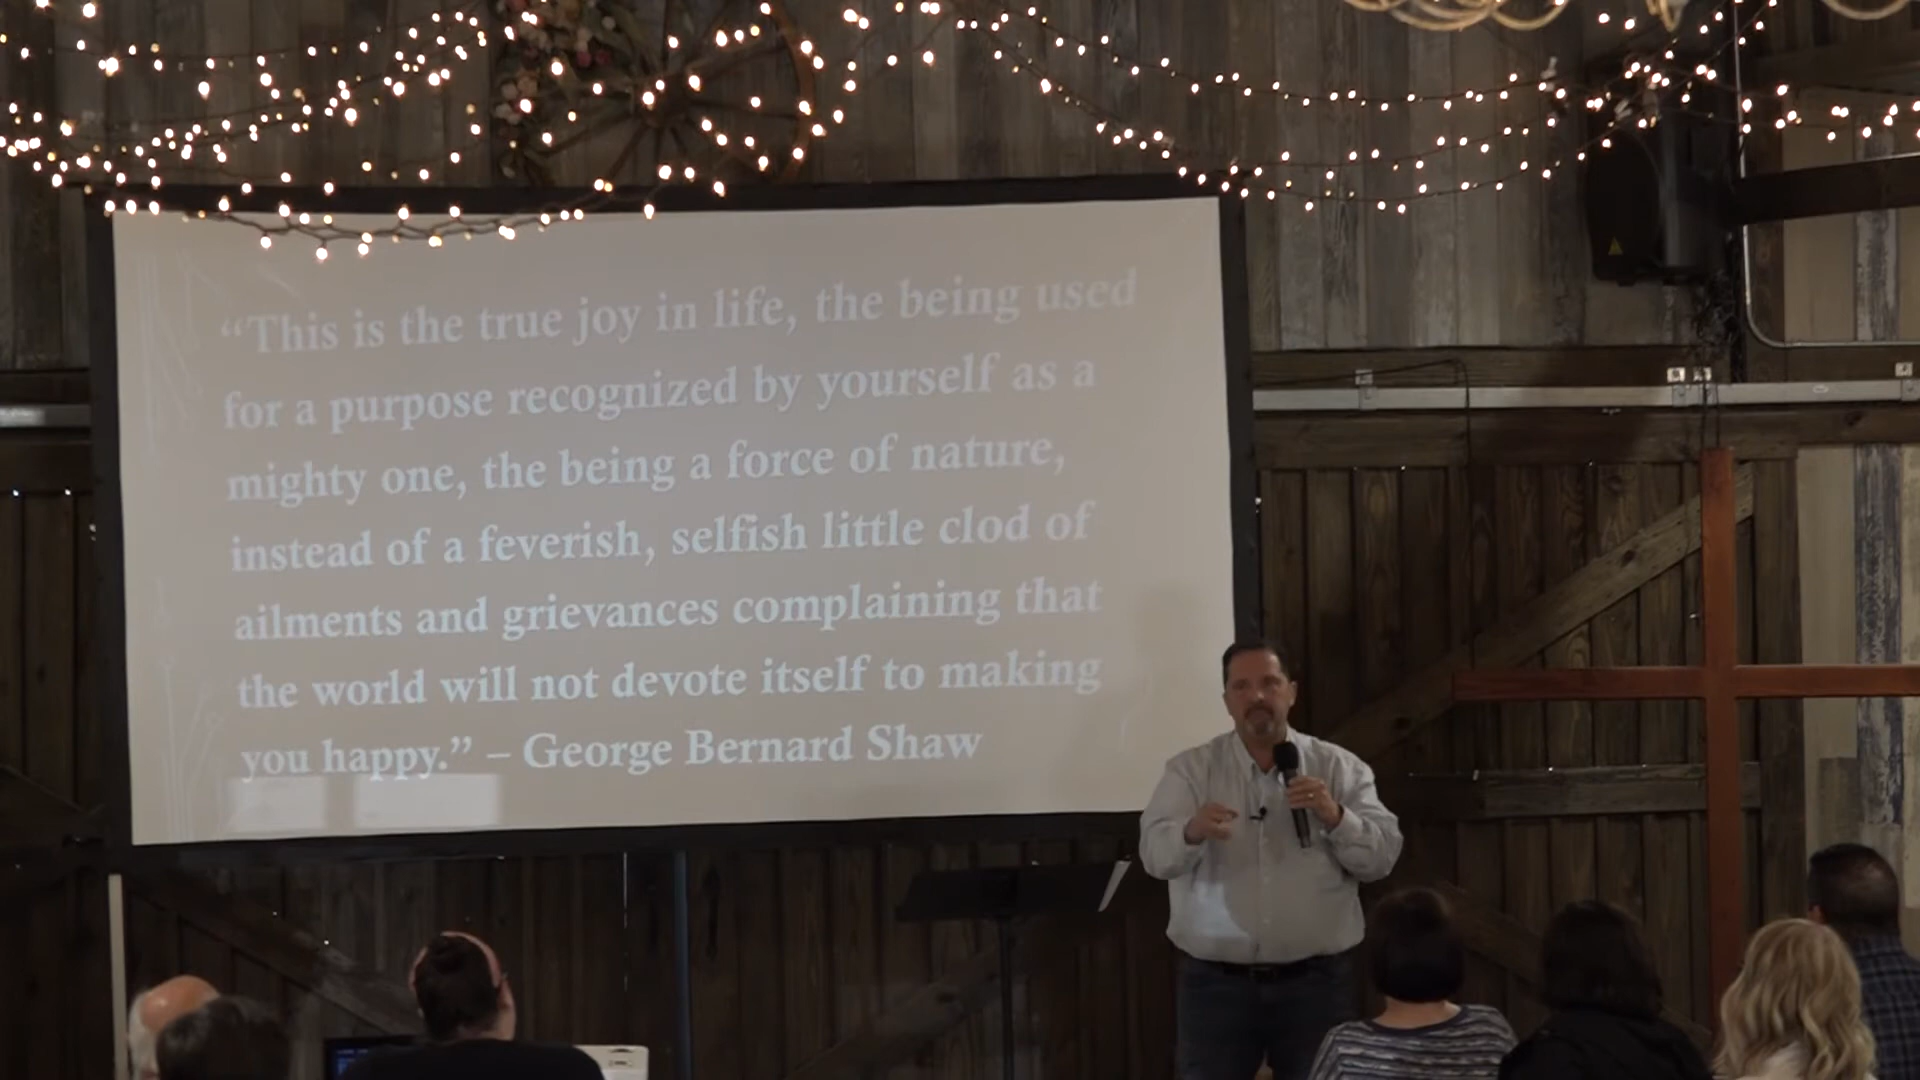 “This is the true joy in life, the being used
for a purpose recognized by yourself as a
mighty one, the being a force of nature,
instead of a feverish, selfish little clod of
ailments and grievances complaining that
the world will not devote itself to making
you happy.” – George Bernard Shaw